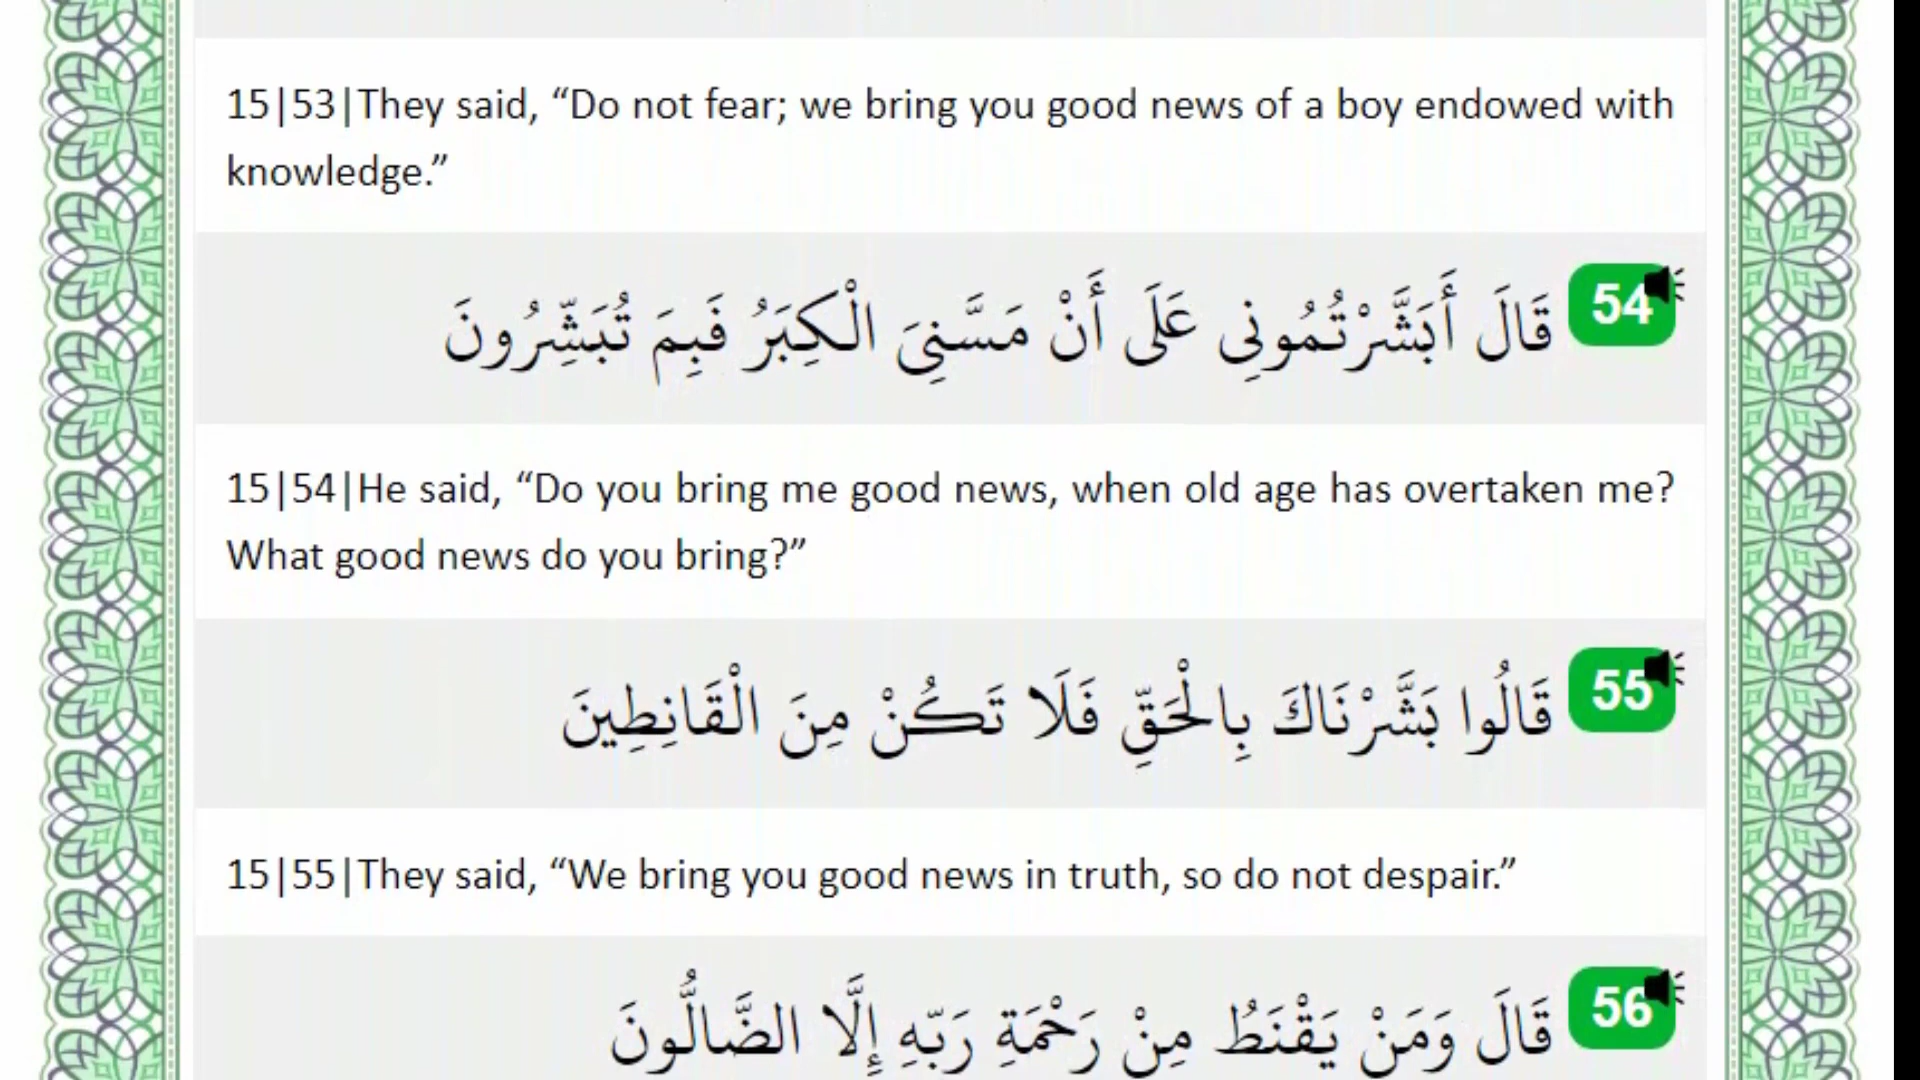 15|53|They said, “Do not fear; we bring you good news of a boy endowed with
knowledge.”
54 قَالَ أَبَشَّرْتُمُونِى عَلَى أَنْ مَسَّنِىَ الْكِبَرُ فَبِمَ تُبَشِّرُونَ
15|54|He said, “Do you bring me good news, when old age has overtaken me?
What good news do you bring?”
55 قَالُوا بَشَّرْنَاكَ بِالْحَقِّ فَلَا تَكُنْ مِنَ الْقَانِطِينَ
15|55|They said, “We bring you good news in truth, so do not despair.”
56 قَالَ وَمَنْ يَقْنَطُ مِنْ رَحْمَةِ رَبِّهِ إِلَّا الضَّالُّونَ